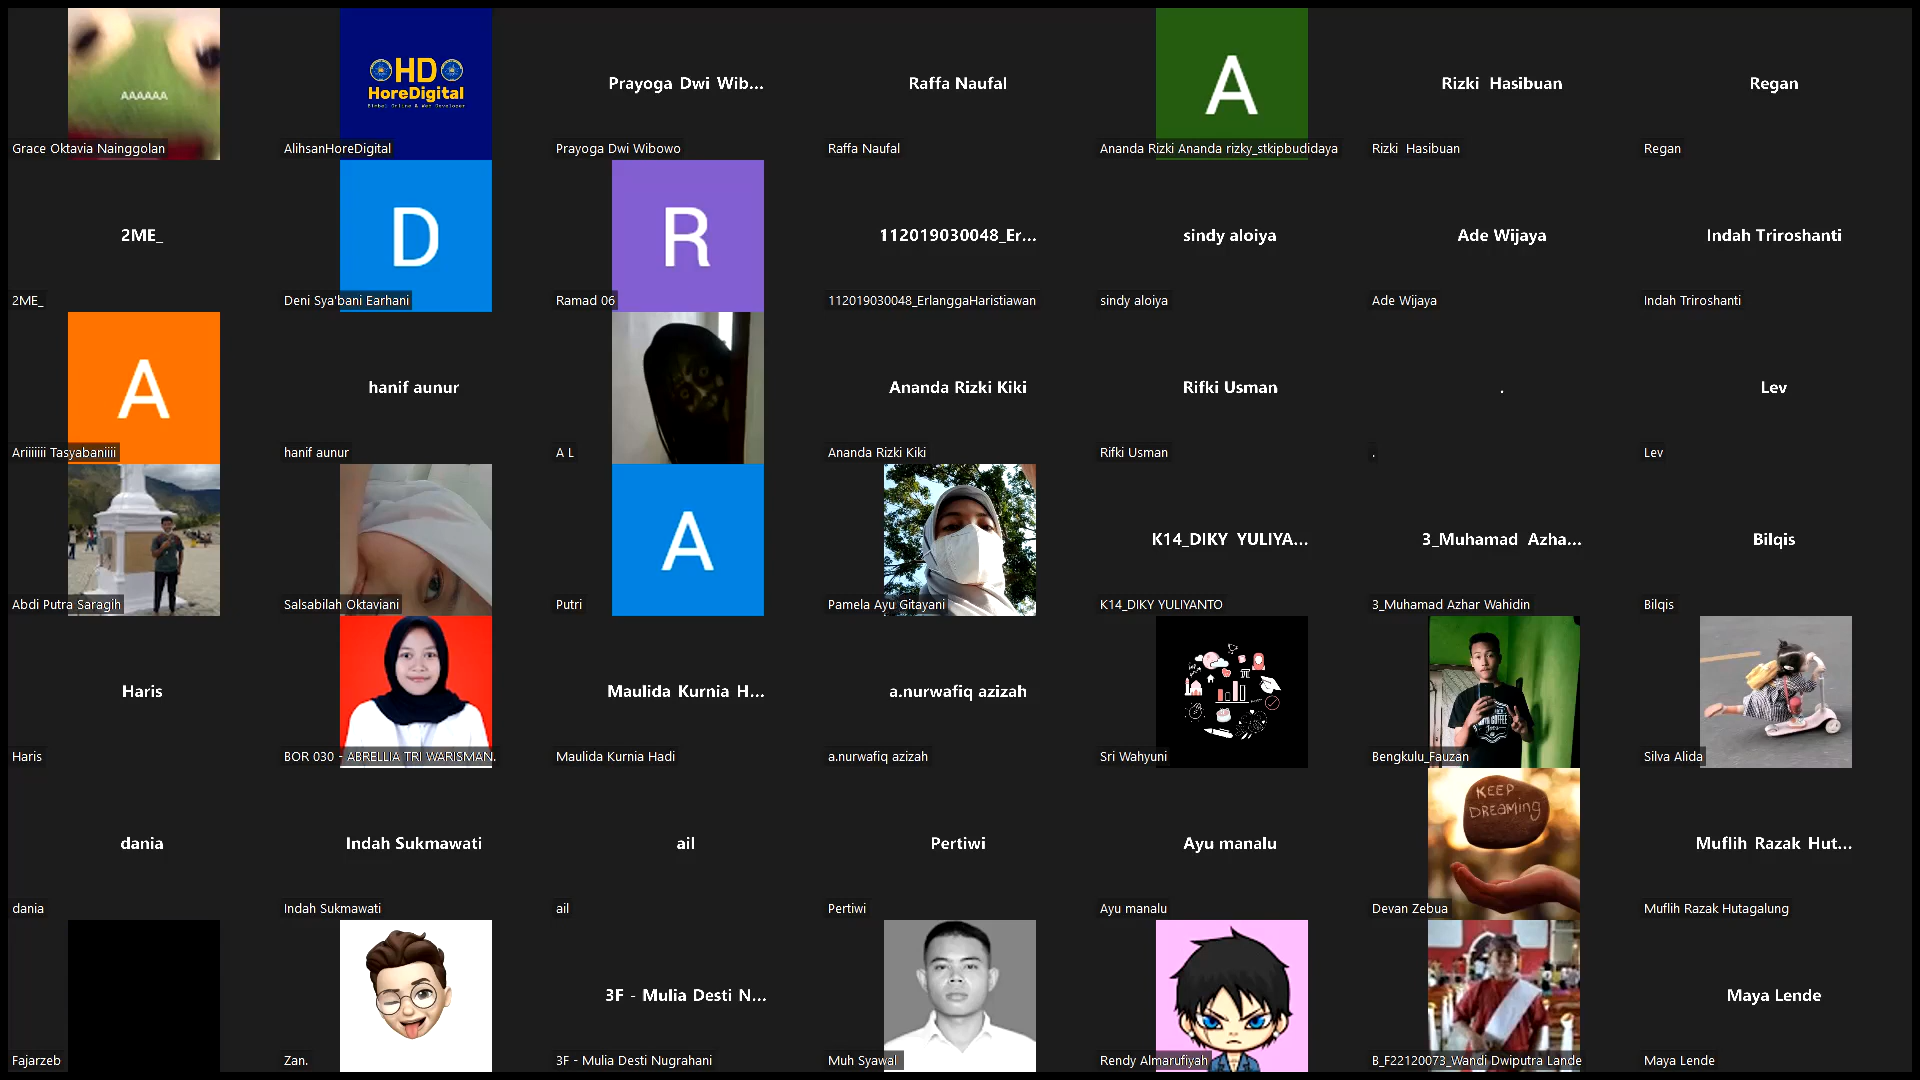 AAAAAA
Grace Oktavia Nainggolan
HD
HoreDigital
AlihsanHoreDigital
Prayoga Dwi Wib...
Prayoga Dwi Wibowo
Raffa Naufal
Raffa Naufal
A
Ananda Rizki Ananda rizky_stkipbudidaya
Rizki Hasibuan
Rizki Hasibuan
Regan
Regan
2ME_
2ME_
D
Deni Sya'bani Earhani
R
Ramad 06
112019030048_Er...
112019030048_ErlanggaHaristiawan
sindy aloiya
sindy aloiya
Ade Wijaya
Ade Wijaya
Indah Triroshanti
Indah Triroshanti
A
Ariiiiiii Tasyabaniiii
hanif aunur
hanif aunur
A L
Ananda Rizki Kiki
Ananda Rizki Kiki
Rifki Usman
Rifki Usman
.
.
Lev
Lev
Abdi Putra Saragih
Salsabilah Oktaviani
A
Putri
Pamela Ayu Gitayani
K14_DIKY YULIYA...
K14_DIKY YULIYANTO
3_Muhamad Azha...
3_Muhamad Azhar Wahidin
Bilqis
Bilqis
Haris
Haris
BOR 030 - ABRELLIA TRI WARISMAN.
Maulida Kurnia H...
Maulida Kurnia Hadi
a.nurwafiq azizah
a.nurwafiq azizah
Sri Wahyuni
Bengkulu_Fauzan
Silva Alida
dania
dania
Indah Sukmawati
Indah Sukmawati
ail
ail
Pertiwi
Pertiwi
Ayu manalu
Ayu manalu
KEEP
DREAMING
Devan Zebua
Muflih Razak Hut...
Muflih Razak Hutagalung
Fajarzeb
Zan.
3F - Mulia Desti N...
3F - Mulia Desti Nugrahani
Muh Syawal
Rendy Almarufiyah
B_F22120073_Wandi Dwiputra Lande
Maya Lende
Maya Lende